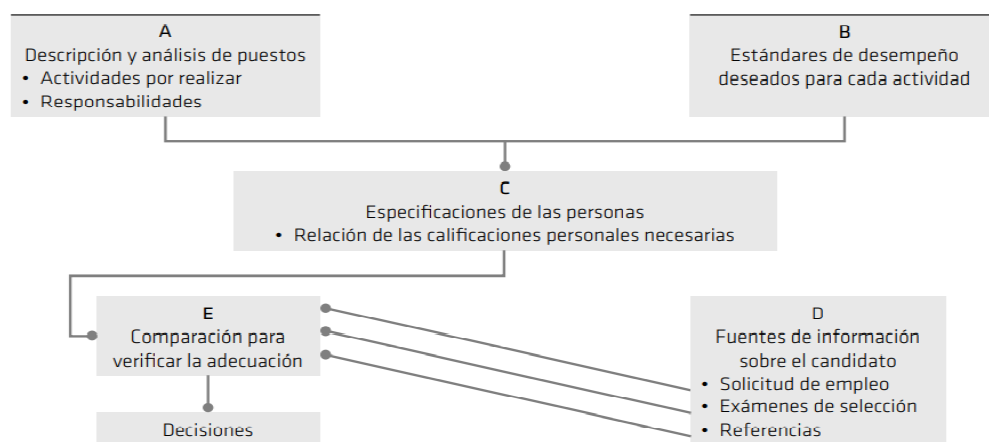 A
Descripción y análisis de puestos
• Actividades por realizar
• Responsabilidades
B
Estándares de desempeño
deseados para cada actividad
C
Especificaciones de las personas
• Relación de las calificaciones personales necesarias
E
Comparación para
verificar la adecuación
D
Fuentes de información
sobre el candidato
• Solicitud de empleo
• Exámenes de selección
• Referencias
Decisiones